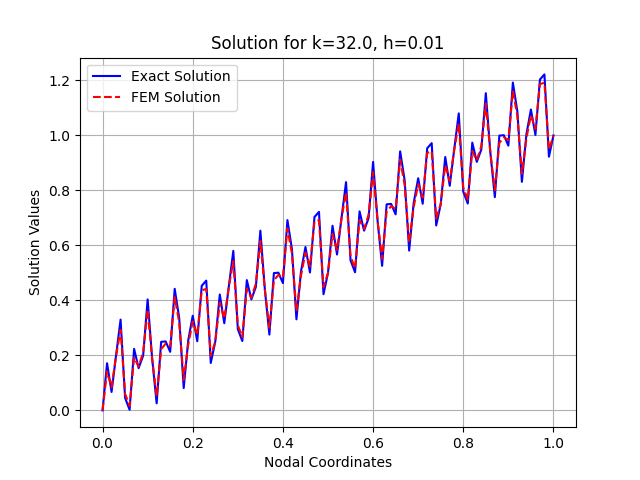 Solution for k=32.0, h=0.01
Exact Solution
FEM Solution
Solution Values
1.2
1.0
0.8
0.6
0.4
0.2
0.0
0.0 0.2 0.4 0.6 0.8 1.0
Nodal Coordinates